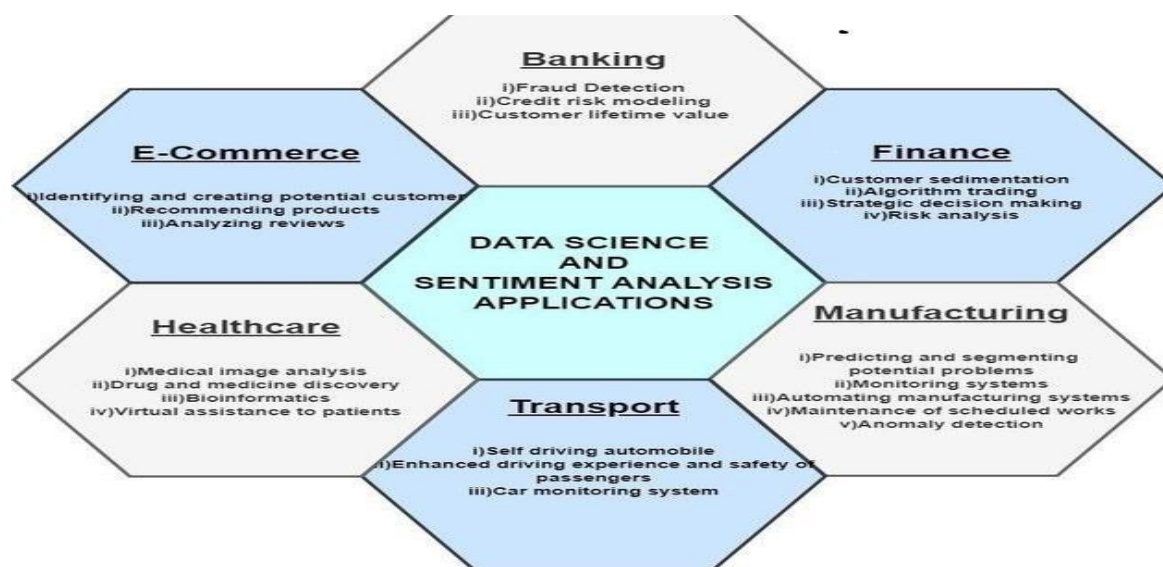 Banking
i)Fraud Detection
ii)Credit risk modeling
iii)Customer lifetime value
E-Commerce
i)Identifying and creating potential customer
ii)Recommending products
iii)Analyzing reviews
Finance
i)Customer sedimentation
ii)Algorithm trading
iii)Strategic decision making
iv)Risk analysis
DATA SCIENCE
AND
SENTIMENT ANALYSIS
APPLICATIONS
Healthcare
i)Medical image analysis
ii)Drug and medicine discovery
iii)Bioinformatics
iv)Virtual assistance to patients
Manufacturing
i)Predicting and segmenting
potential problems
ii)Monitoring systems
iii)Automating manufacturing systems
iv)Maintenance of scheduled works
v)Anomaly detection
Transport
i)Self driving automobile
ii)Enhanced driving experience and safety of
passengers
iii)Car monitoring system